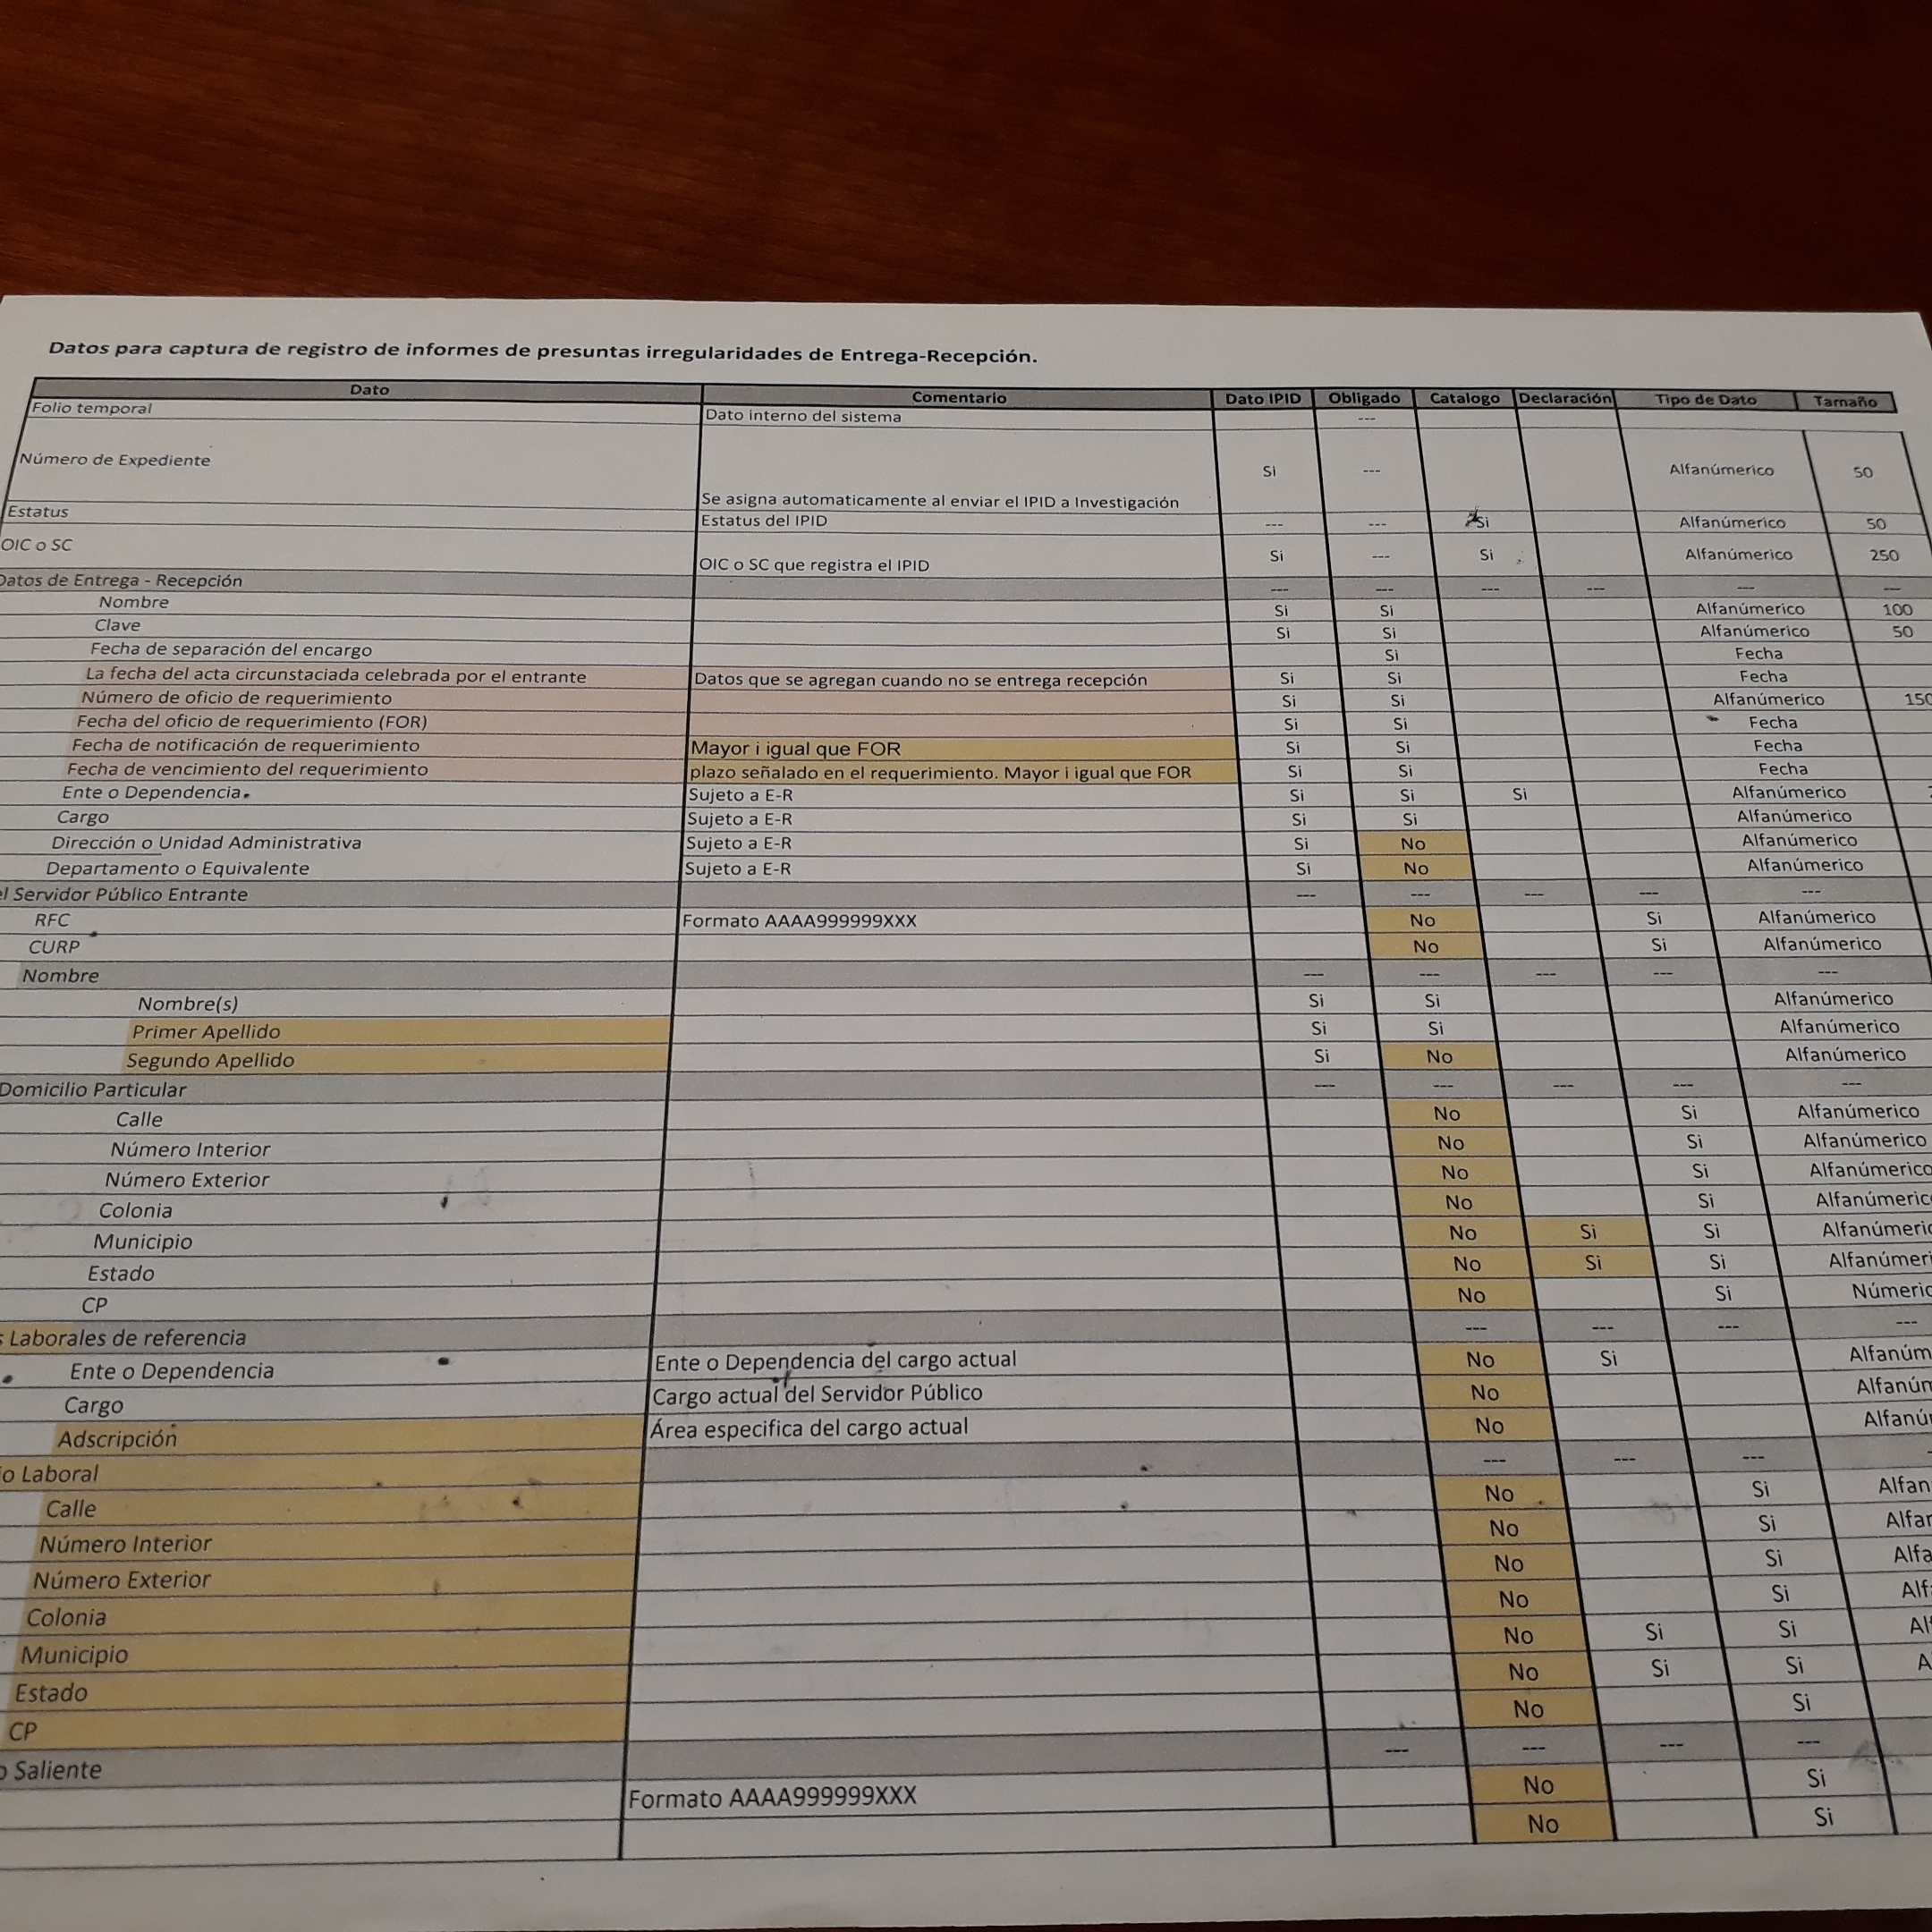 Datos para captura de registro de informes de presuntas irregularidades de Entrega-Recepción.
Dato Comentario Dato IPID Obligado Catalogo Declaración Tipo de Dato Tamaño
Folio temporal Dato interno del sistema ---
Número de Expediente Se asigna automaticamente al enviar el IPID a Investigación Si --- Alfanúmerico 50
Estatus Estatus del IPID --- --- Si Alfanúmerico 50
OIC o SC OIC o SC que registra el IPID Si --- Si Alfanúmerico 250
Datos de Entrega - Recepción --- --- --- --- --- ---
Nombre Si Si Alfanúmerico 100
Clave Si Si Alfanúmerico 50
Fecha de separación del encargo Si Fecha
La fecha del acta circunstaciada celebrada por el entrante Datos que se agregan cuando no se entrega recepción Si Si Fecha
Número de oficio de requerimiento Si Si Alfanúmerico 150
Fecha del oficio de requerimiento (FOR) Si Si Fecha
Fecha de notificación de requerimiento Mayor i igual que FOR Si Si Fecha
Fecha de vencimiento del requerimiento plazo señalado en el requerimiento. Mayor i igual que FOR Si Si Fecha
Ente o Dependencia Sujeto a E-R Si Si Si Alfanúmerico
Cargo Sujeto a E-R Si Si Alfanúmerico
Dirección o Unidad Administrativa Sujeto a E-R Si No Alfanúmerico
Departamento o Equivalente Sujeto a E-R Si No Alfanúmerico
el Servidor Público Entrante --- --- --- --- ---
RFC Formato AAAA999999XXX No Si Alfanúmerico
CURP No Si Alfanúmerico
Nombre --- --- --- --- ---
Nombre(s) Si Si Alfanúmerico
Primer Apellido Si Si Alfanúmerico
Segundo Apellido Si No Alfanúmerico
Domicilio Particular --- --- --- --- ---
Calle No Si Alfanúmerico
Número Interior No Si Alfanúmerico
Número Exterior No Si Alfanúmerico
Colonia No Si Alfanúmeric
Municipio No Si Si Alfanúmeric
Estado No Si Si Alfanúmeri
CP No Si Númeric
s Laborales de referencia --- --- --- ---
Ente o Dependencia Ente o Dependencia del cargo actual No Si Alfanúm
Cargo Cargo actual del Servidor Público No Alfanúm
Adscripción Área especifica del cargo actual No Alfanú
io Laboral --- --- --- -
Calle No Si Alfan
Número Interior No Si Alfar
Número Exterior No Si Alfa
Colonia No Si Alf
Municipio No Si Si Al
Estado No Si Si A
CP No Si
o Saliente --- --- --- ---
Formato AAAA999999XXX No Si
No Si